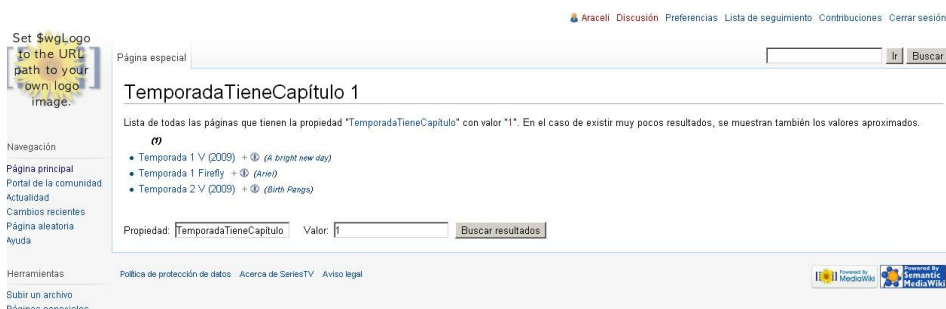 Araceli Discusión Preferencias Lista de seguimiento Contribuciones Cerrar sesión
Set $wgLogo
to the URL
path to your
own logo
image.
Página especial
Ir Buscar
TemporadaTieneCapítulo 1
Lista de todas las páginas que tienen la propiedad "TemporadaTieneCapítulo" con valor "1". En el caso de existir muy pocos resultados, se muestran también los valores aproximados.
(1)
Temporada 1 V (2009) + (A bright new day)
Temporada 1 Firefly + (Ariel)
Temporada 2 V (2009) + (Birth Pangs)
Propiedad: TemporadaTieneCapítulo Valor: 1 Buscar resultados
Navegación
Página principal
Portal de la comunidad
Actualidad
Cambios recientes
Página aleatoria
Ayuda
Herramientas
Subir un archivo
Páginas especiales
Política de protección de datos Acerca de SeriesTV Aviso legal
Powered By
MediaWiki
Powered By
Semantic
MediaWiki